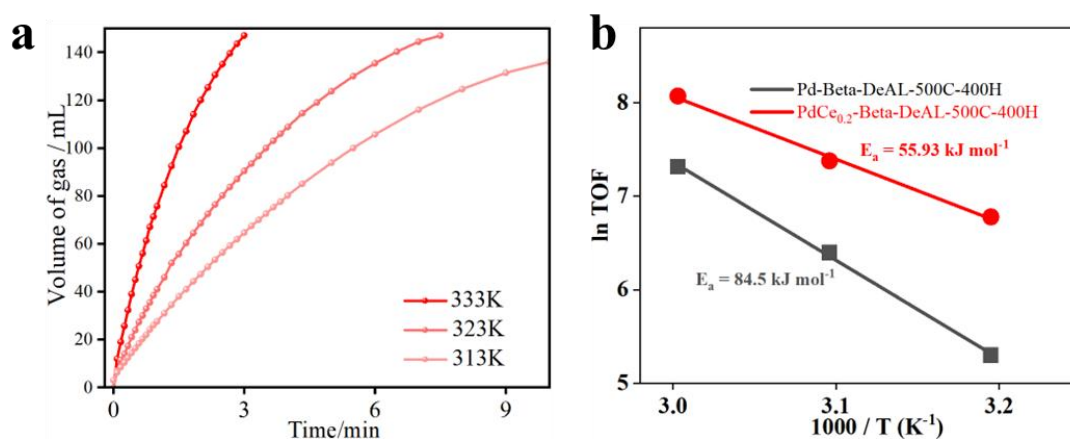 a
Volume of gas / mL
140
120
100
80
60
40
20
0
0
3
6
9
Time/min
333K
323K
313K
b
ln TOF
8
7
6
5
3.0
3.1
3.2
1000 / T (K⁻¹)
Pd-Beta-DeAL-500C-400H
PdCe₀.₂-Beta-DeAL-500C-400H
Eₐ = 55.93 kJ mol⁻¹
Eₐ = 84.5 kJ mol⁻¹